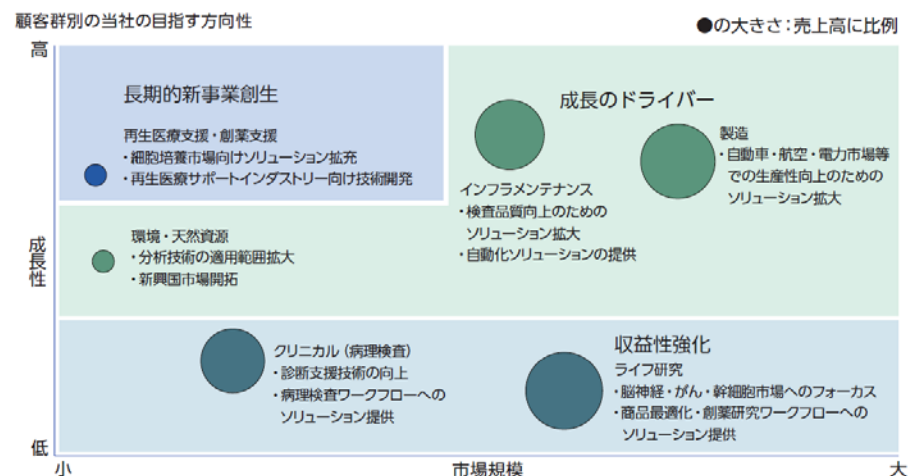 顧客群別の当社の目指す方向性
●の大きさ：売上高に比例
高
長期的新事業創生
再生医療支援・創薬支援
・細胞培養市場向けソリューション拡充
・再生医療サポートインダストリー向け技術開発
成長のドライバー
製造
・自動車・航空・電力市場等
での生産性向上のための
ソリューション拡大
インフラメンテナンス
・検査品質向上のための
ソリューション拡大
・自動化ソリューションの提供
環境・天然資源
・分析技術の適用範囲拡大
・新興国市場開拓
成長性
クリニカル（病理検査）
・診断支援技術の向上
・病理検査ワークフローへの
ソリューション提供
収益性強化
ライフ研究
・脳神経・がん・幹細胞市場へのフォーカス
・商品最適化・創薬研究ワークフローへの
ソリューション提供
低
小
市場規模
大